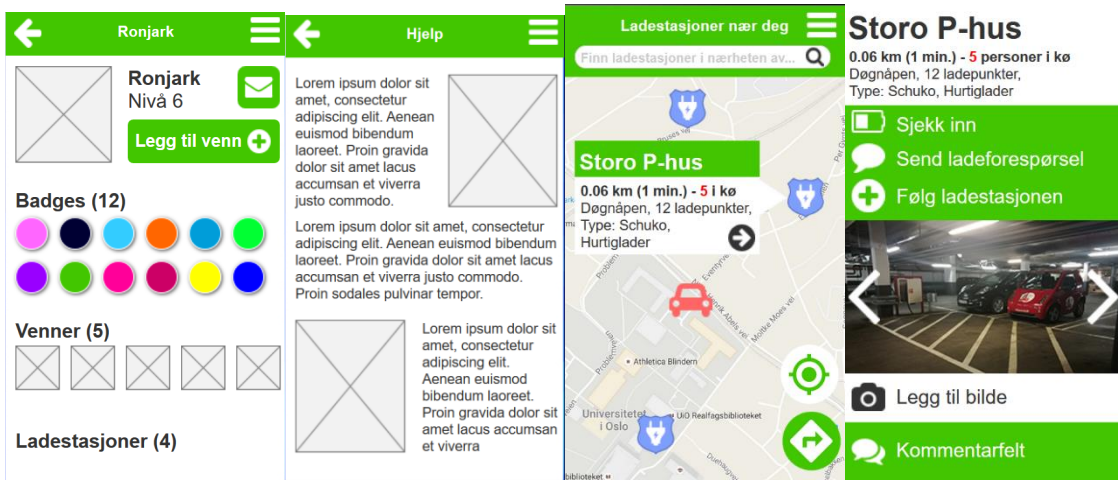 Ronjark
Ronjark
Nivå 6
Legg til venn
Badges (12)
Venner (5)
Ladestasjoner (4)
Hjelp
Lorem ipsum dolor sit
amet, consectetur
adipiscing elit. Aenean
euismod bibendum
laoreet. Proin gravida
dolor sit amet lacus
accumsan et viverra
justo commodo.
Lorem ipsum dolor sit amet, consectetur
adipiscing elit. Aenean euismod bibendum
laoreet. Proin gravida dolor sit amet lacus
accumsan et viverra justo commodo.
Proin sodales pulvinar tempor.
Lorem ipsum dolor sit
amet, consectetur
adipiscing elit.
Aenean euismod
bibendum laoreet.
Proin gravida dolor sit
amet lacus accumsan
et viverra
Ladestasjoner nær deg
Finn ladestasjoner i nærheten av...
Storo P-hus
0.06 km (1 min.) - 5 i kø
Døgnåpen, 12 ladepunkter,
Type: Schuko,
Hurtiglader
Moltke Moes vei
Athletica Blindern
Universitetet
i Oslo
UiO Realfagsbiblioteket
Storo P-hus
0.06 km (1 min.) - 5 personer i kø
Døgnåpen, 12 ladepunkter,
Type: Schuko, Hurtiglader
Sjekk inn
Send ladeforespørsel
Følg ladestasjonen
Legg til bilde
Kommentarfelt